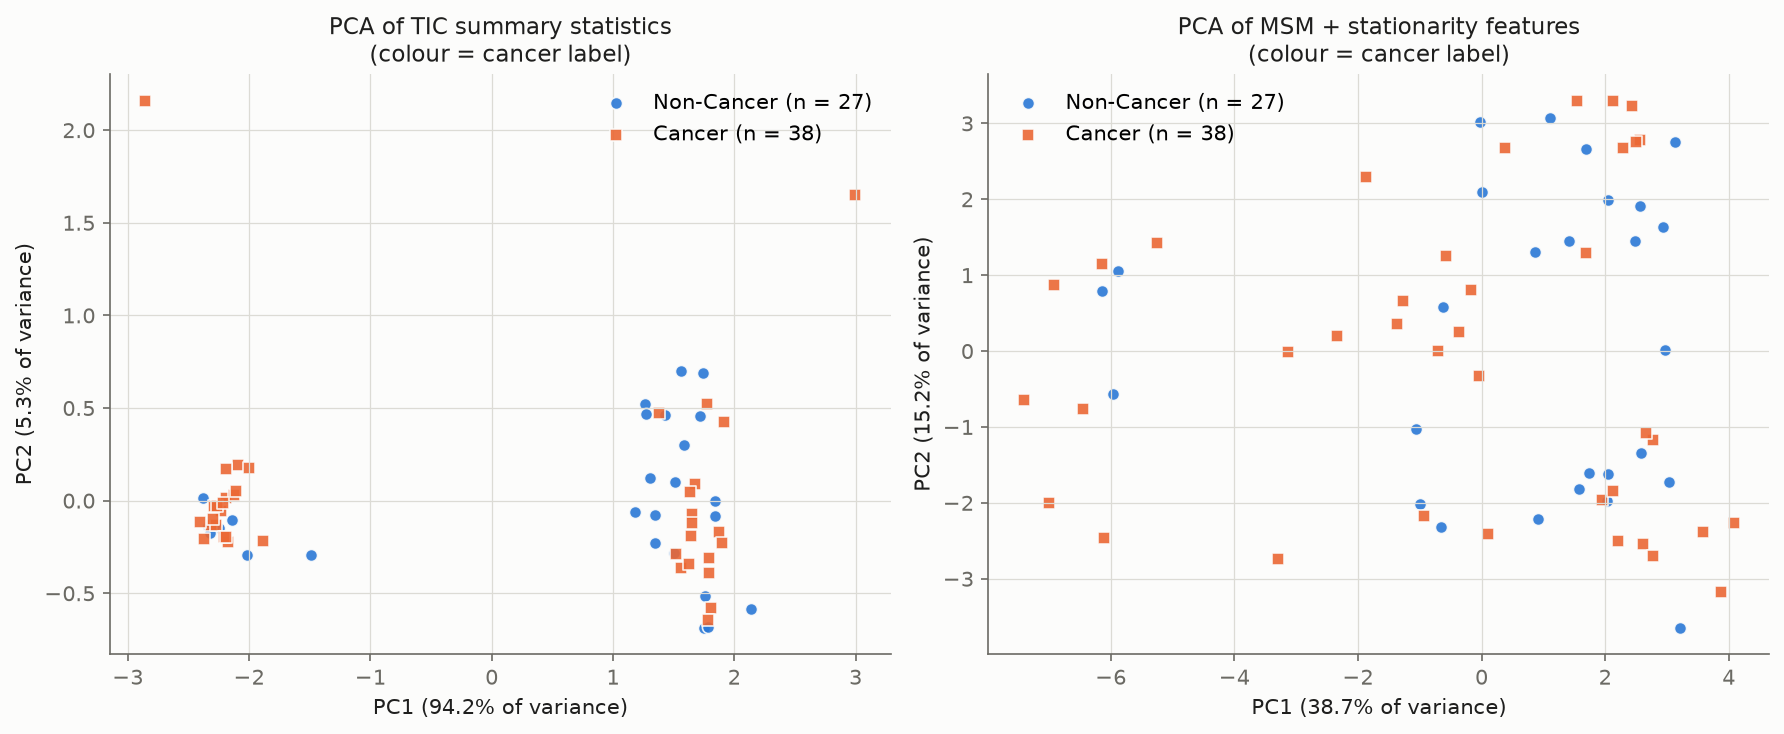 PCA of TIC summary statistics
(colour = cancer label)
Non-Cancer (n = 27)
Cancer (n = 38)
2.0
1.5
1.0
0.5
0.0
−0.5
PC2 (5.3% of variance)
−3
−2
−1
0
1
2
3
PC1 (94.2% of variance)
PCA of MSM + stationarity features
(colour = cancer label)
Non-Cancer (n = 27)
Cancer (n = 38)
3
2
1
0
−1
−2
−3
PC2 (15.2% of variance)
−6
−4
−2
0
2
4
PC1 (38.7% of variance)